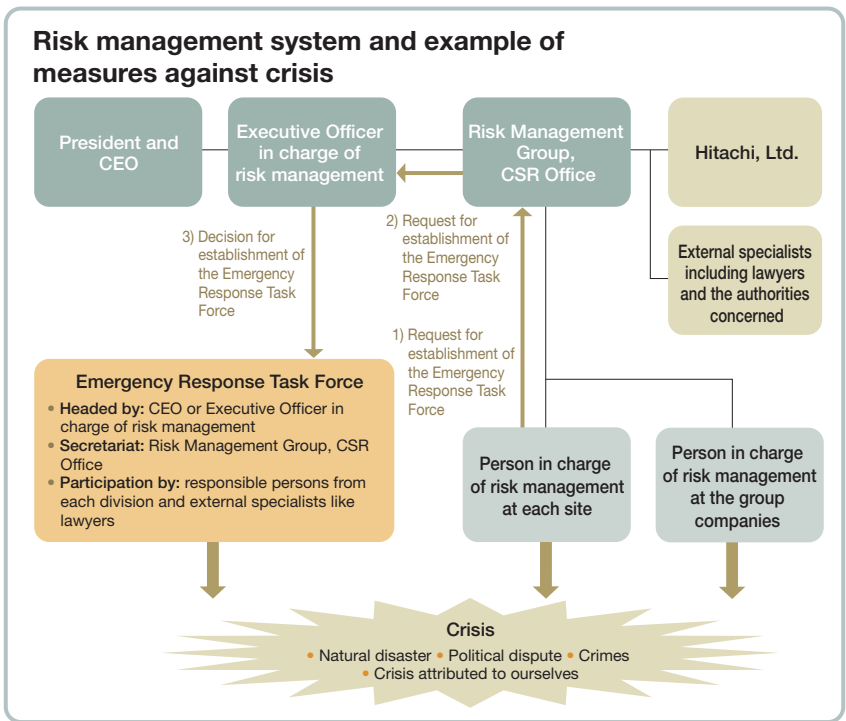 Risk management system and example of
measures against crisis
President and
CEO
Executive Officer
in charge of
risk management
Risk Management
Group,
CSR Office
Hitachi, Ltd.
External specialists
including lawyers
and the authorities
concerned
3) Decision for
establishment of
the Emergency
Response Task
Force
2) Request for
establishment of
the Emergency
Response Task
Force
1) Request for
establishment of
the Emergency
Response Task
Force
Emergency Response Task Force
• Headed by: CEO or Executive Officer in
charge of risk management
• Secretariat: Risk Management Group, CSR
Office
• Participation by: responsible persons from
each division and external specialists like
lawyers
Person in charge
of risk management
at each site
Person in charge
of risk management
at the group
companies
Crisis
• Natural disaster • Political dispute • Crimes
• Crisis attributed to ourselves